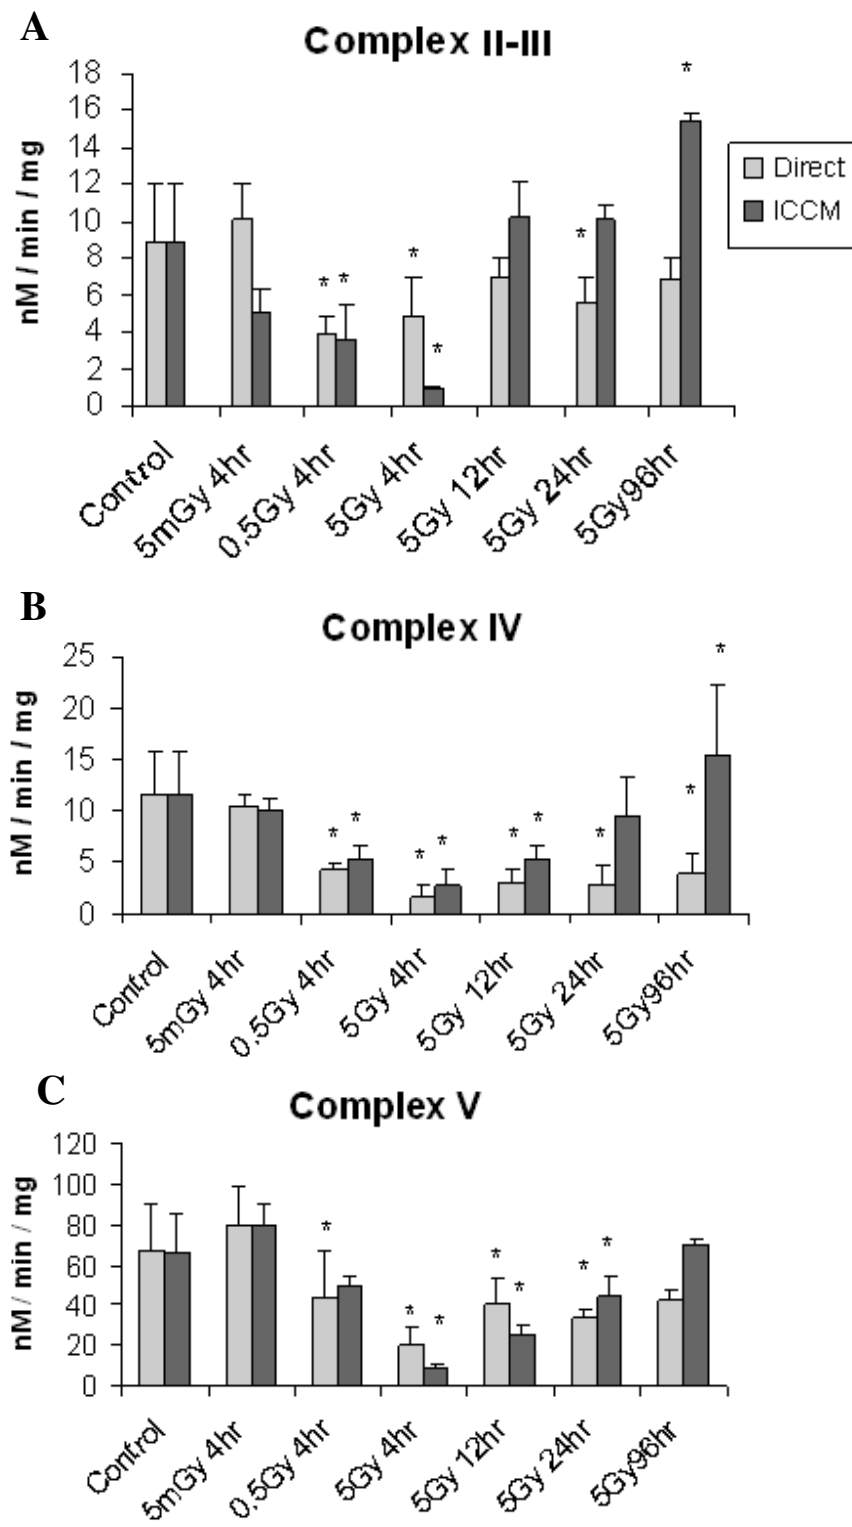 A
Complex II-III
nM / min / mg
18
16
14
12
10
8
6
4
2
0
* * * * * *
Direct
ICCM
Control
5mGy 4hr
0.5Gy 4hr
5Gy 4hr
5Gy 12hr
5Gy 24hr
5Gy96hr
B
Complex IV
nM / min / mg
25
20
15
10
5
0
* * * * * * * * *
Control
5mGy 4hr
0.5Gy 4hr
5Gy 4hr
5Gy 12hr
5Gy 24hr
5Gy96hr
C
Complex V
nM / min / mg
120
100
80
60
40
20
0
* * * * * * *
Control
5mGy 4hr
0.5Gy 4hr
5Gy 4hr
5Gy 12hr
5Gy 24hr
5Gy96hr